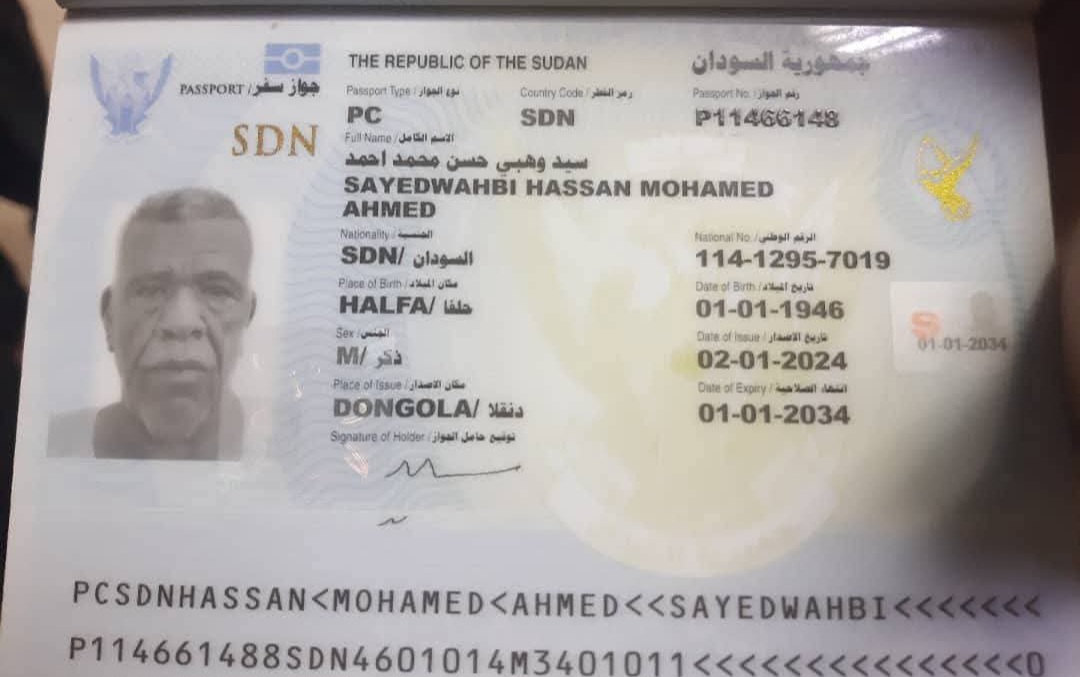 THE REPUBLIC OF THE SUDAN
جمهورية السودان
PASSPORT / جواز سفر
Passport Type / نوع الجواز
Country Code / رمز القطر
Passport No. / رقم الجواز
PC
SDN
P11466148
SDN
Full Name / الاسم الكامل
سيد وهبي حسن محمد احمد
SAYEDWAHBI HASSAN MOHAMED
AHMED
Nationality / الجنسية
National No. / الرقم الوطني
SDN/ السودان
114-1295-7019
Place of Birth / مكان الميلاد
Date of Birth / تاريخ الميلاد
HALFA/ حلفا
01-01-1946
Sex / الجنس
Date of Issue / تاريخ الاصدار
01-01-2034
M/ ذكر
02-01-2024
Place of Issue / مكان الاصدار
Date of Expiry / انتهاء الصلاحية
DONGOLA/ دنقلا
01-01-2034
Signature of Holder / توقيع حامل الجواز
PCSDNHASSAN<MOHAMED<AHMED<<SAYEDWAHBI<<<<<<<
P114661488SDN4601014M3401011<<<<<<<<<<<<<<<0